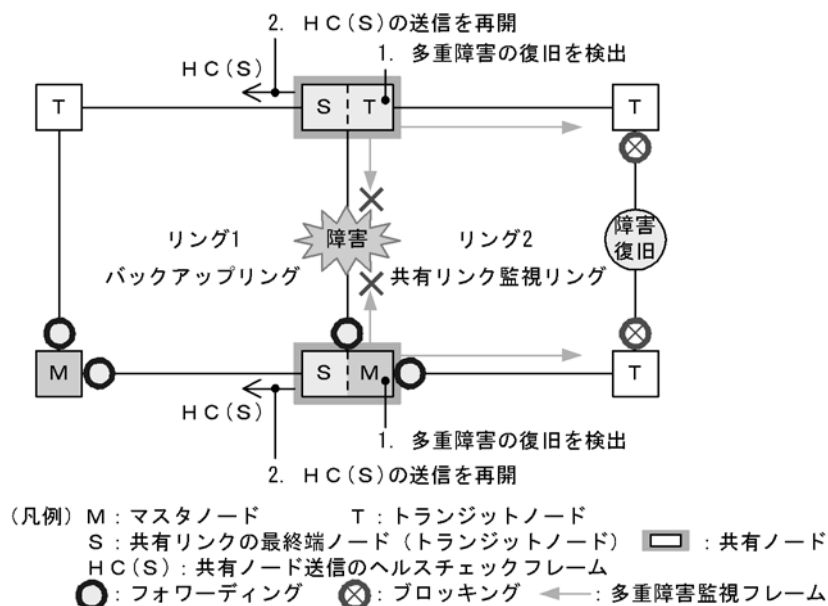 2. HC(S)の送信を再開
1. 多重障害の復旧を検出
HC(S)
T
S T
T
リング1
障害
リング2
障害
復旧
バックアップリング
共有リンク監視リング
M
S M
T
HC(S)
1. 多重障害の復旧を検出
2. HC(S)の送信を再開
(凡例) M:マスタノード T:トランジットノード
S:共有リンクの最終端ノード(トランジットノード) :共有ノード
HC(S):共有ノード送信のヘルスチェックフレーム
:フォワーディング :ブロッキング :多重障害監視フレーム